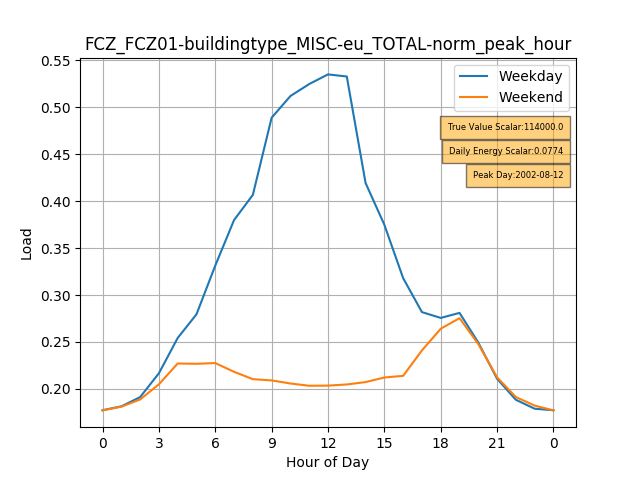 FCZ_FCZ01-buildingtype_MISC-eu_TOTAL-norm_peak_hour
Weekday
Weekend
True Value Scalar:114000.0
Daily Energy Scalar:0.0774
Peak Day:2002-08-12
0.55
0.50
0.45
0.40
0.35
0.30
0.25
0.20
Load
0 3 6 9 12 15 18 21 0
Hour of Day